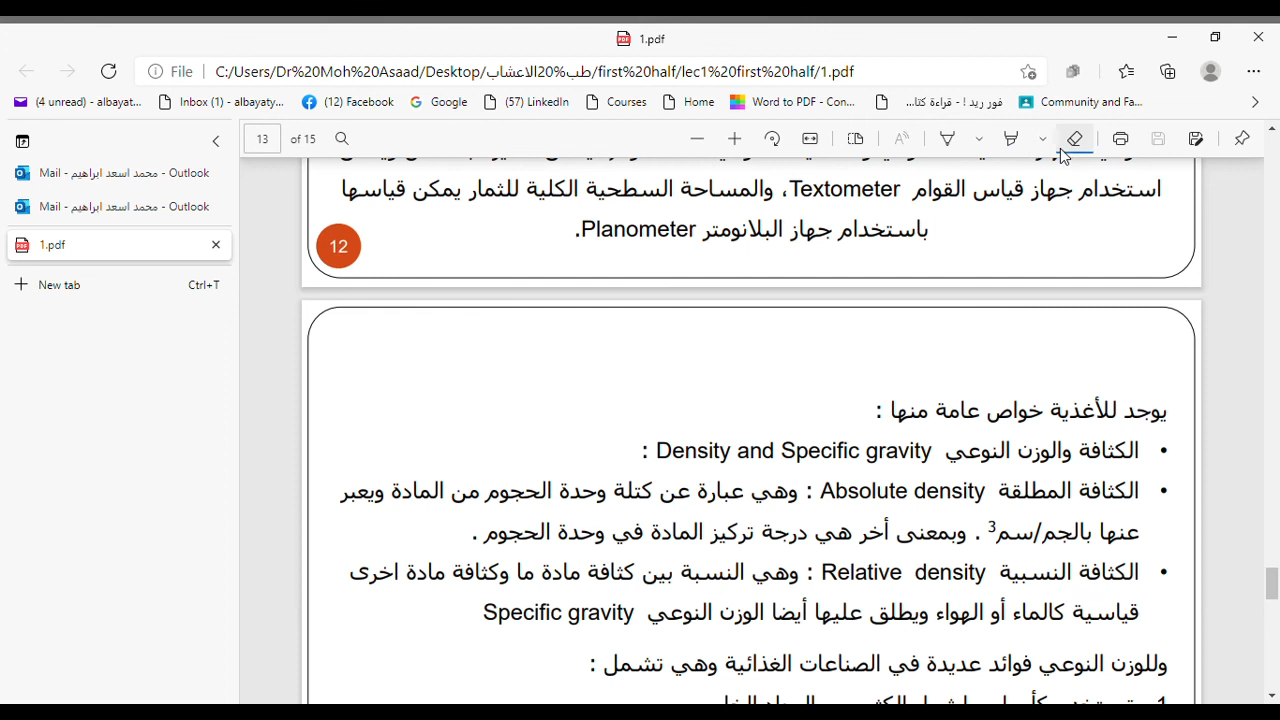 1.pdf
File C:/Users/Dr%20Moh%20Asaad/Desktop/طب%20الاعشاب/first%20half/lec1%20first%20half/1.pdf
(4 unread) - albayat...
Inbox (1) - albayaty...
(12) Facebook
Google
(57) LinkedIn
Courses
Home
Word to PDF - Con...
فور ريد ! - قراءة كتا...
Community and Fa...
13 of 15
Mail - محمد اسعد ابراهيم - Outlook
Mail - محمد اسعد ابراهيم - Outlook
1.pdf
New tab Ctrl+T
استخدام جهاز قياس القوام Textometer، والمساحة السطحية الكلية للثمار يمكن قياسها
باستخدام جهاز البلانومتر Planometer.
12
يوجد للأغذية خواص عامة منها :
• الكثافة والوزن النوعي Density and Specific gravity :
• الكثافة المطلقة Absolute density : وهي عبارة عن كتلة وحدة الحجوم من المادة ويعبر
عنها بالجم/سم3 . وبمعنى أخر هي درجة تركيز المادة في وحدة الحجوم .
• الكثافة النسبية Relative density : وهي النسبة بين كثافة مادة ما وكثافة مادة اخرى
قياسية كالماء أو الهواء ويطلق عليها أيضا الوزن النوعي Specific gravity
وللوزن النوعي فوائد عديدة في الصناعات الغذائية وهي تشمل :